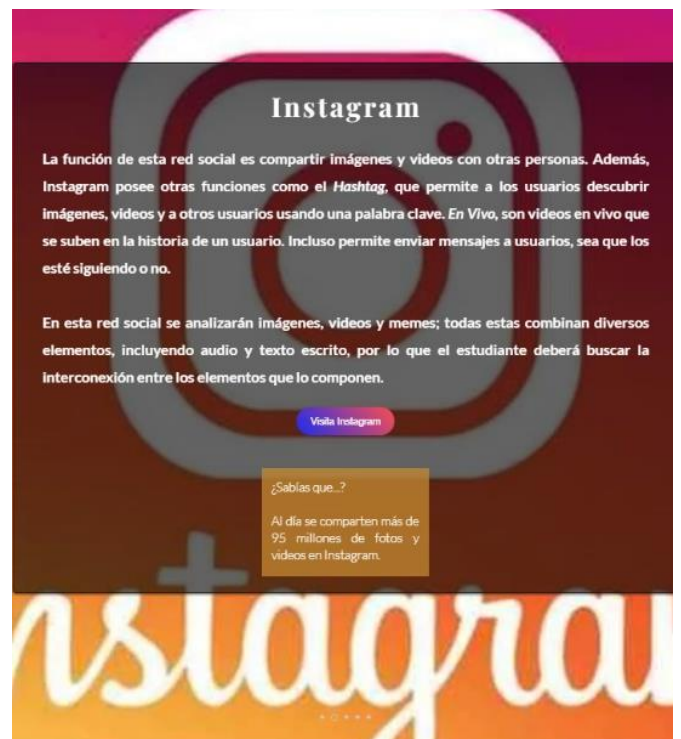 Instagram
La función de esta red social es compartir imágenes y videos con otras personas. Además,
Instagram posee otras funciones como el Hashtag, que permite a los usuarios descubrir
imágenes, videos y a otros usuarios usando una palabra clave. En Vivo, son videos en vivo que
se suben en la historia de un usuario. Incluso permite enviar mensajes a usuarios, sea que los
esté siguiendo o no.
En esta red social se analizarán imágenes, videos y memes; todas estas combinan diversos
elementos, incluyendo audio y texto escrito, por lo que el estudiante deberá buscar la
interconexión entre los elementos que lo componen.
Visita Instagram
¿Sabías que...?
Al día se comparten más de
95 millones de fotos y
videos en Instagram.
nstagra